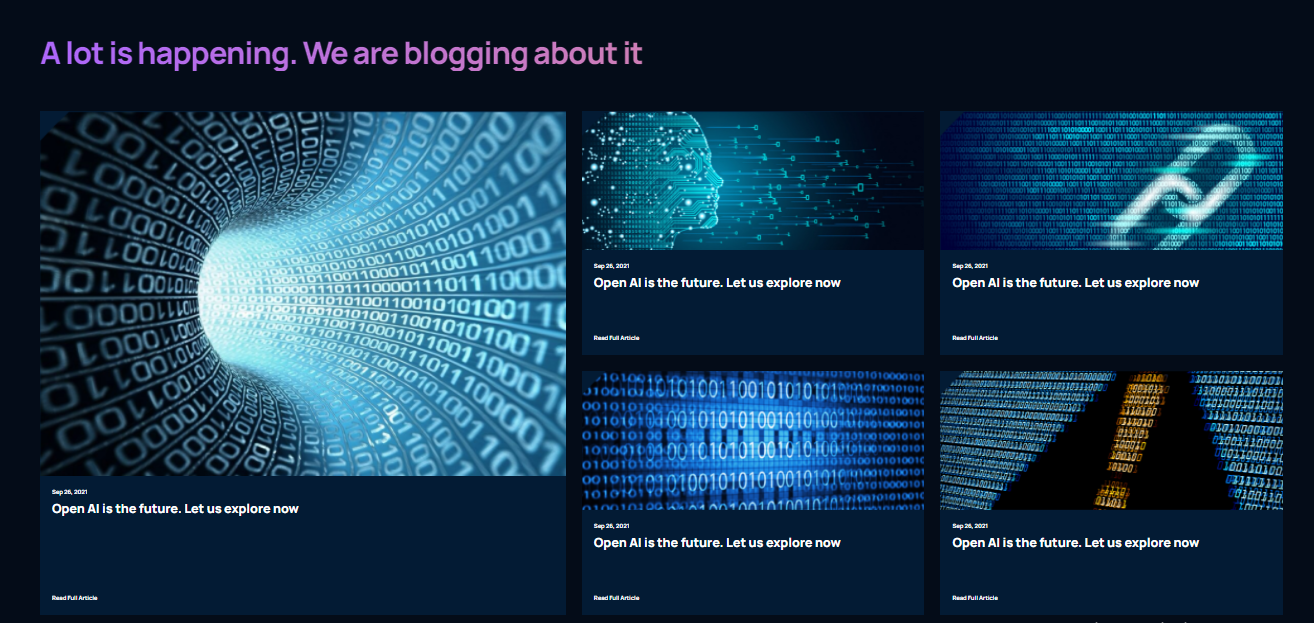 A lot is happening. We are blogging about it
Sep 26, 2021
Open AI is the future. Let us explore now
Read Full Article
Sep 26, 2021
Open AI is the future. Let us explore now
Read Full Article
Sep 26, 2021
Open AI is the future. Let us explore now
Read Full Article
Sep 26, 2021
Open AI is the future. Let us explore now
Read Full Article
Sep 26, 2021
Open AI is the future. Let us explore now
Read Full Article